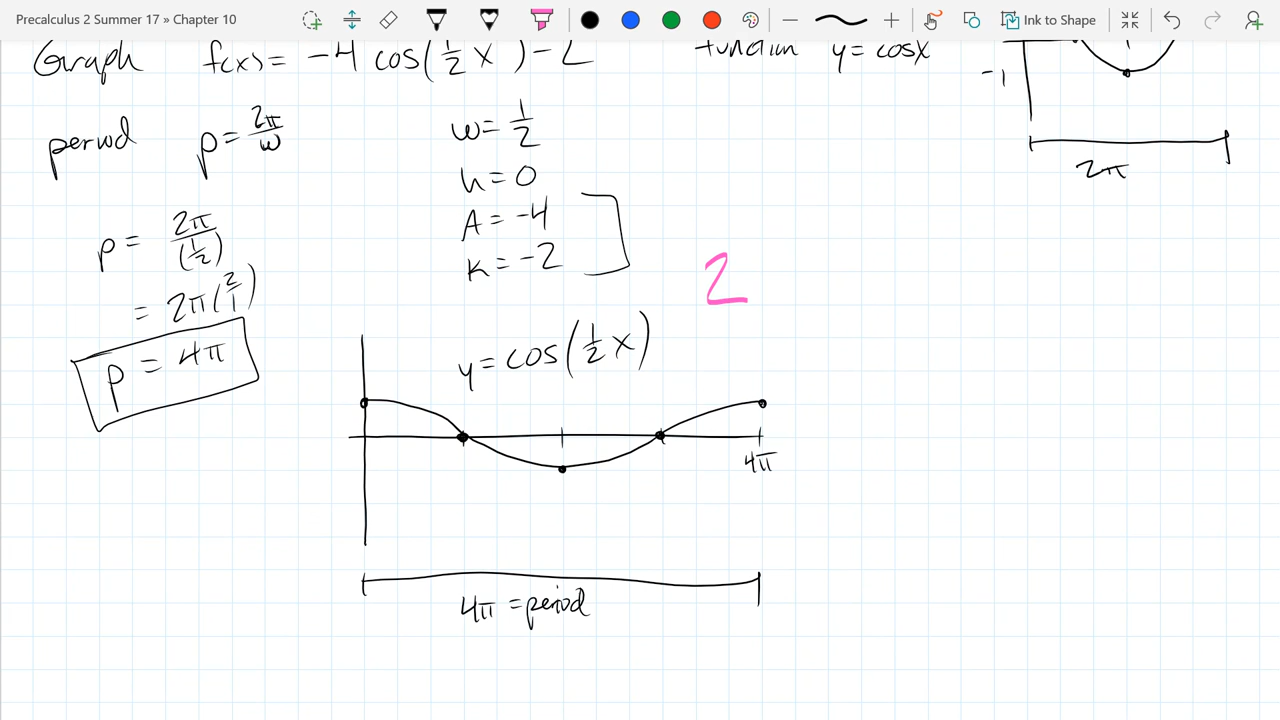 Precalculus 2 Summer 17 » Chapter 10
Ink to Shape
Graph f(x) = -4 cos(1/2 x) - 2
function y = cosx
-1
2π
period p = 2π/w
w = 1/2
h = 0
A = -4
K = -2
p = 2π/(1/2)
= 2π(2/1)
p = 4π
2
y = cos(1/2 x)
4π
4π = period